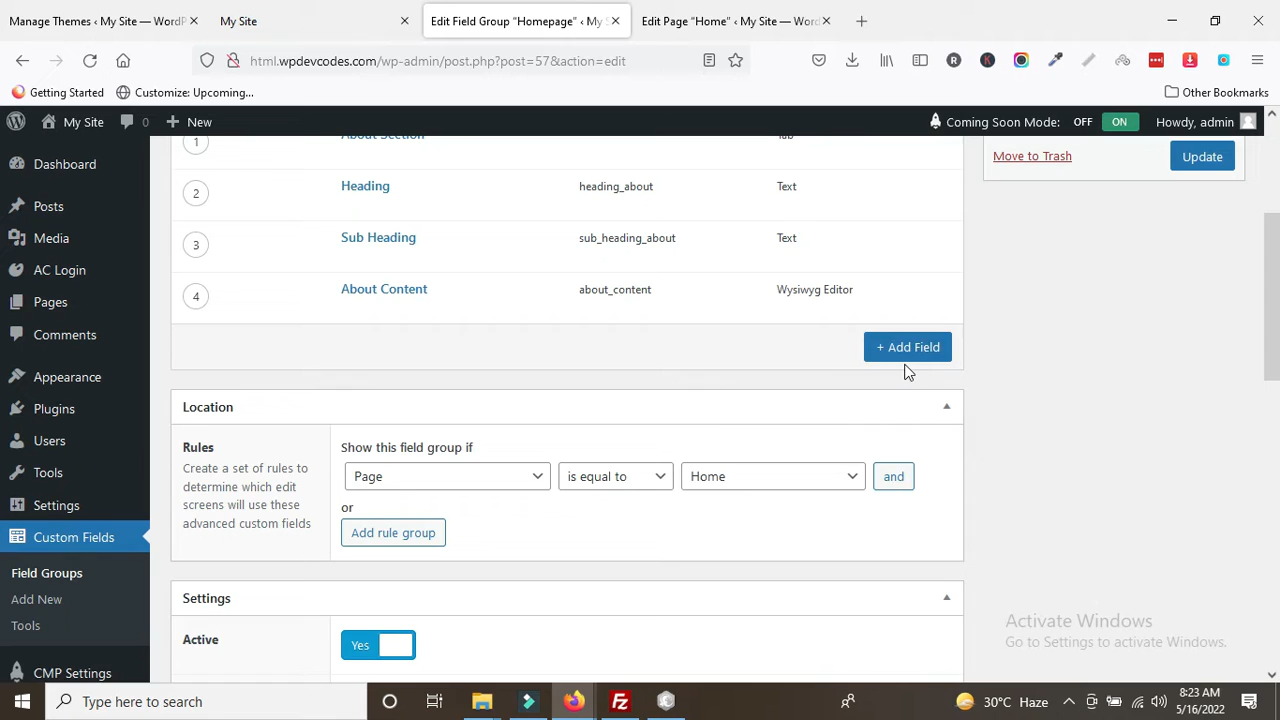 Manage Themes ‹ My Site — WordP
My Site
Edit Field Group “Homepage” ‹ My S
Edit Page “Home” ‹ My Site — Word
html.wpdevcodes.com/wp-admin/post.php?post=57&action=edit
Getting Started
Customize: Upcoming...
Other Bookmarks
My Site
0
New
Coming Soon Mode:
OFF
ON
Howdy, admin
Dashboard
Posts
Media
AC Login
Pages
Comments
Appearance
Plugins
Users
Tools
Settings
Custom Fields
Field Groups
Add New
Tools
CMP Settings
1
About Section
Tab
2
Heading
heading_about
Text
3
Sub Heading
sub_heading_about
Text
4
About Content
about_content
Wysiwyg Editor
+ Add Field
Move to Trash
Update
Location
Rules
Create a set of rules to
determine which edit
screens will use these
advanced custom fields
Show this field group if
Page
is equal to
Home
and
or
Add rule group
Settings
Active
Yes
Activate Windows
Go to Settings to activate Windows.
Type here to search
30°C Haze
8:23 AM
5/16/2022